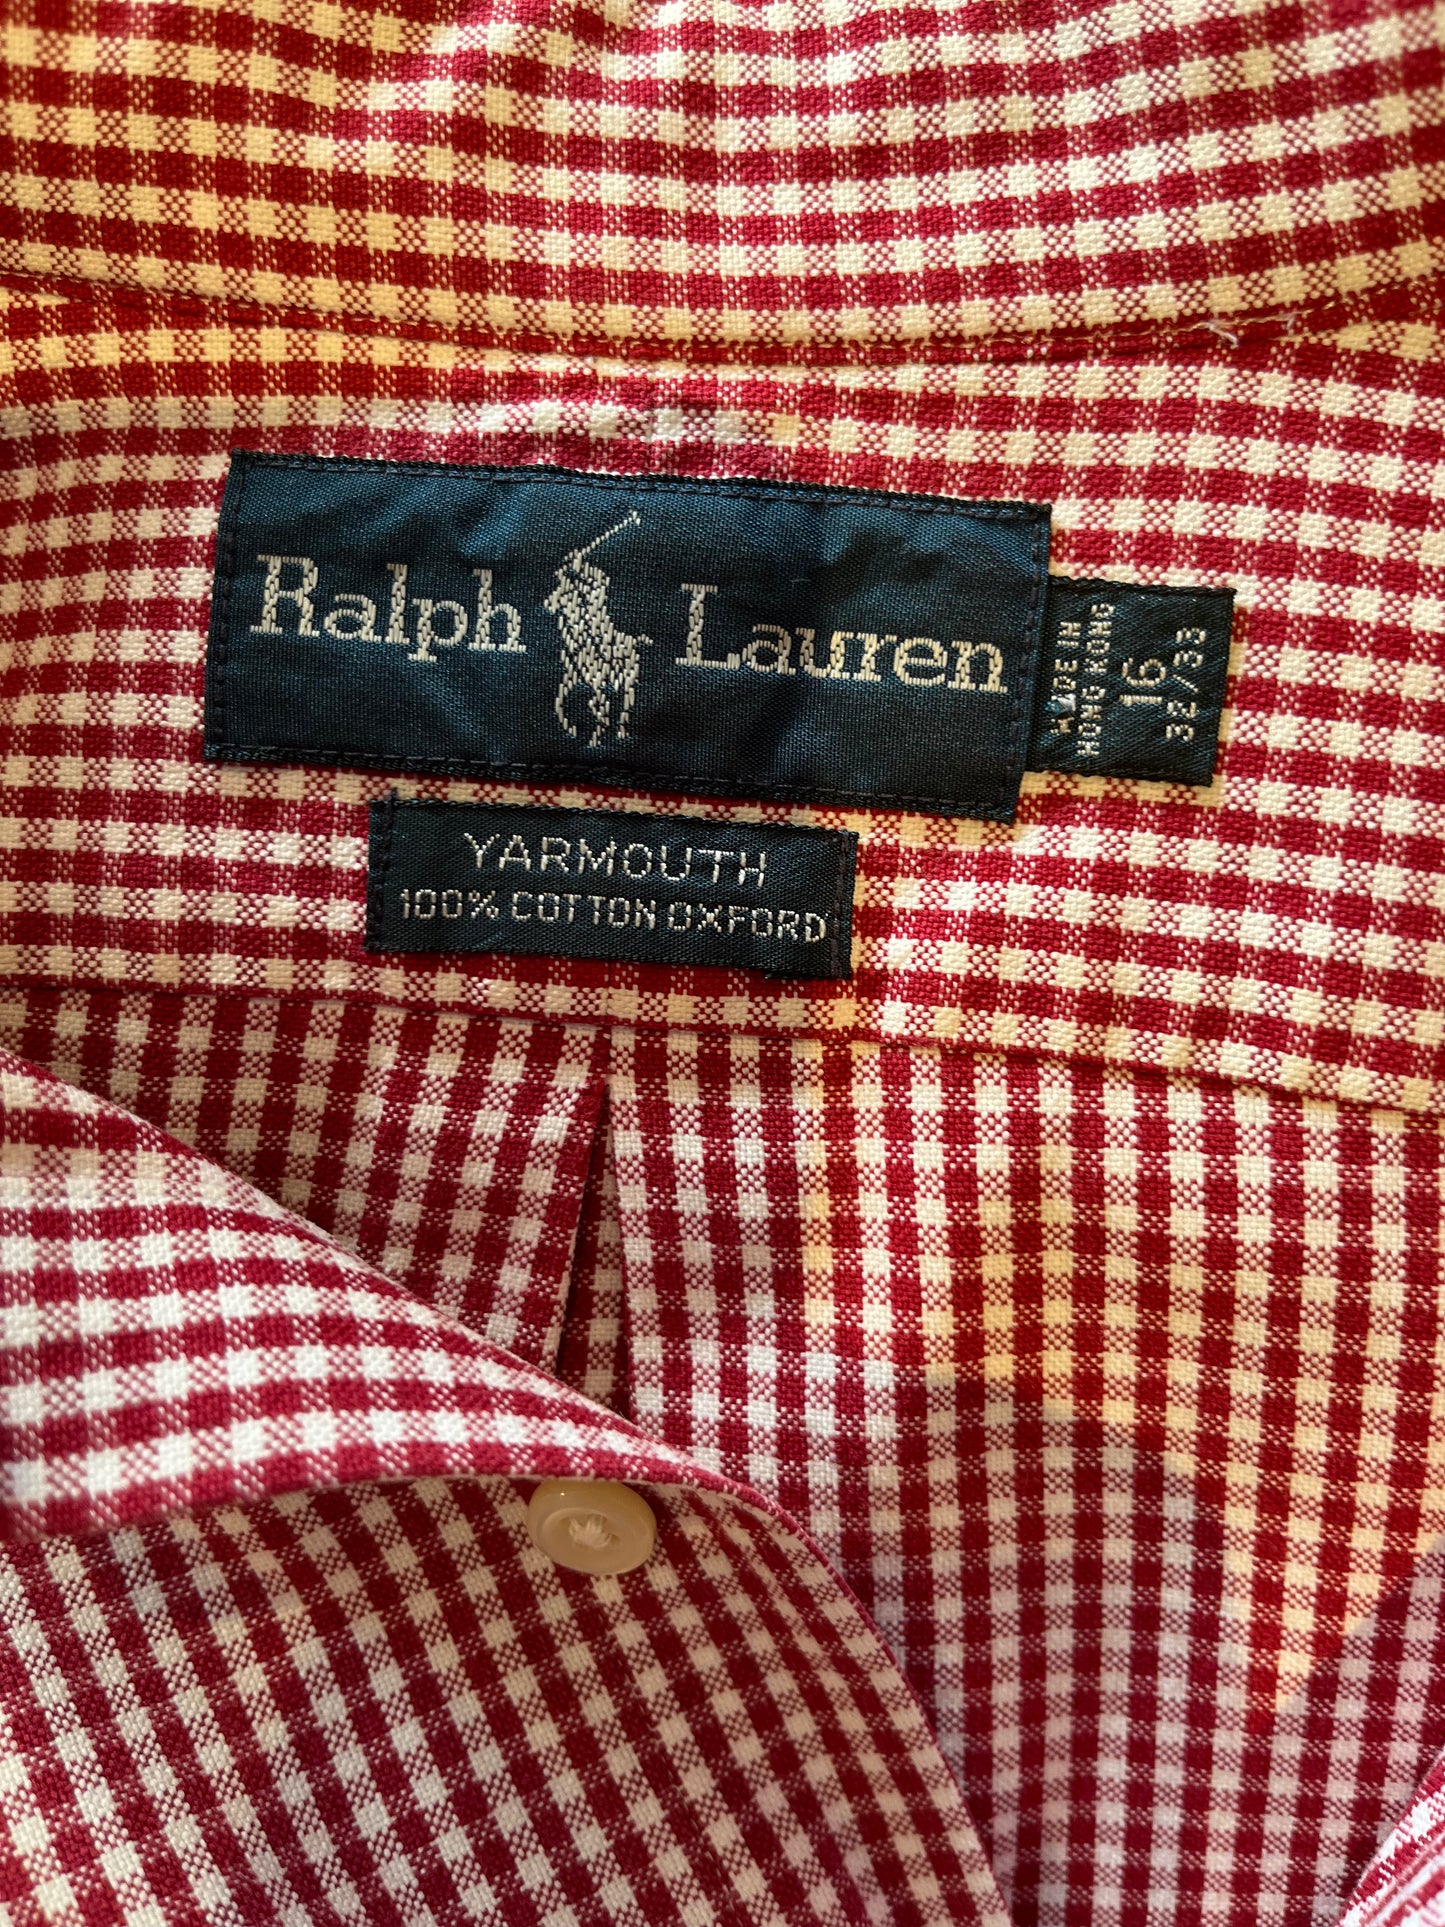 Ralph Lauren
MADE IN
HONG KONG
16
32/33
YARMOUTH
100% COTTON OXFORD